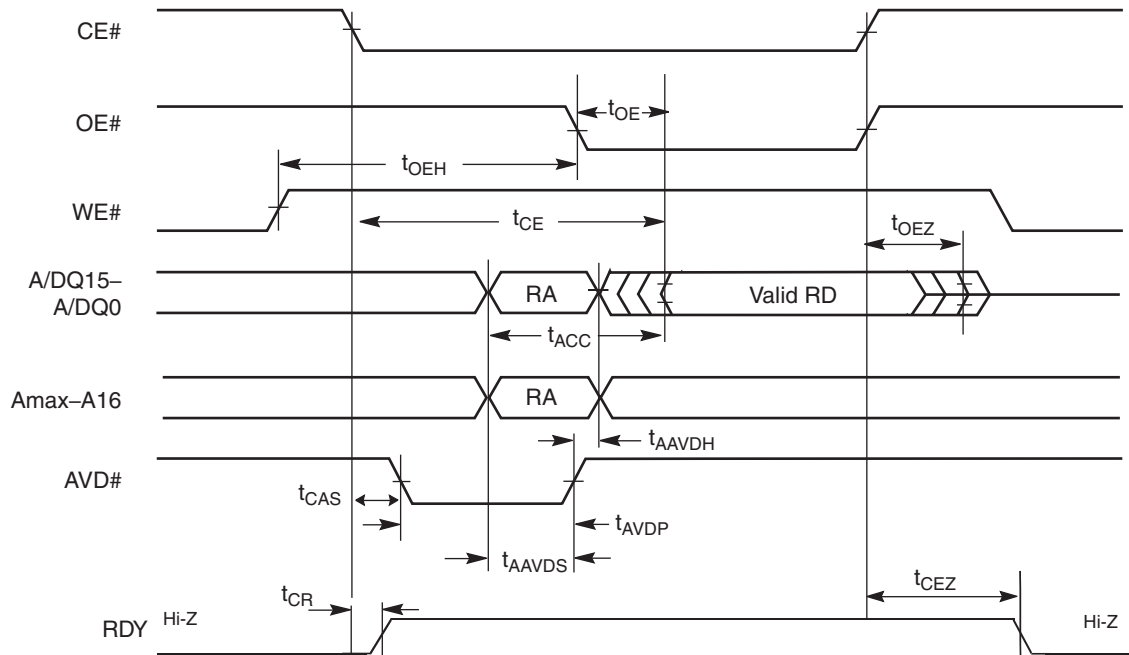 CE#
OE#
tOE
tOEH
WE#
tCE
tOEZ
A/DQ15–
A/DQ0
RA
Valid RD
tACC
Amax–A16
RA
tAAVDH
AVD#
tCAS
tAVDP
tAAVDS
tCEZ
tCR
RDY
Hi-Z
Hi-Z